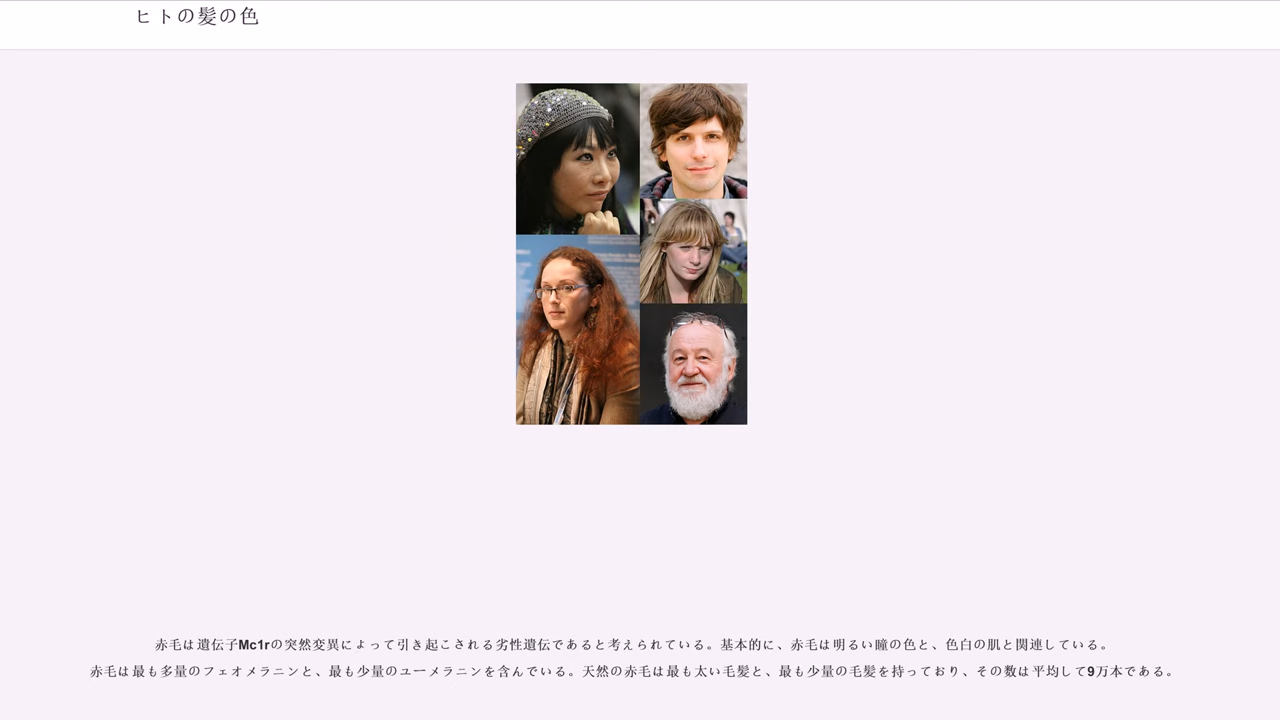 ヒトの髪の色
赤毛は遺伝子Mc1rの突然変異によって引き起こされる劣性遺伝であると考えられている。基本的に、赤毛は明るい瞳の色と、色白の肌と関連している。
赤毛は最も多量のフェオメラニンと、最も少量のユーメラニンを含んでいる。天然の赤毛は最も太い毛髪と、最も少量の毛髪を持っており、その数は平均して9万本である。